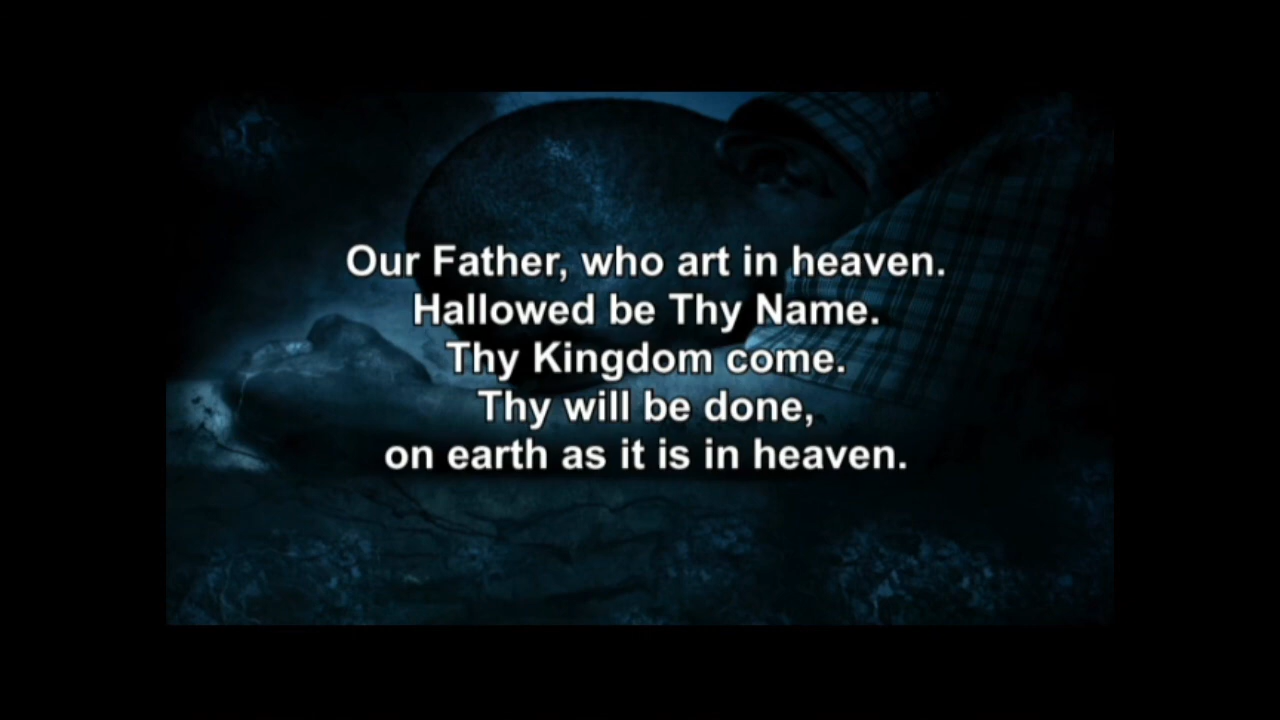 Our Father, who art in heaven.
Hallowed be Thy Name.
Thy Kingdom come.
Thy will be done,
on earth as it is in heaven.